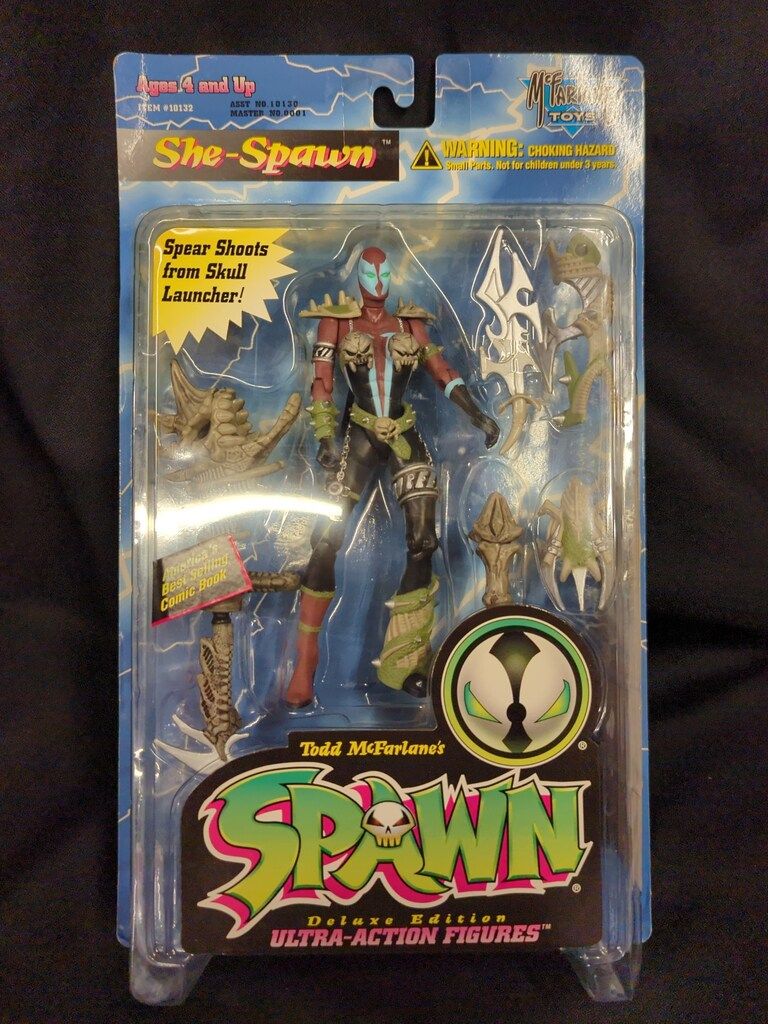 Ages 4 and Up
ITEM #10132
ASST NO.10130
MASTER NO.0001
McFARLANE
TOYS
She-Spawn™
WARNING: CHOKING HAZARD
Small Parts. Not for children under 3 years.
Spear Shoots
from Skull
Launcher!
America's
Best Selling
Comic Book
Todd McFarlane's
SPAWN®
Deluxe Edition
ULTRA-ACTION FIGURES™